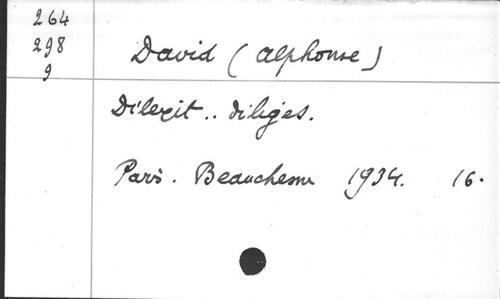 264
298
9
David (Alphonse)
Dilexit .. diliges.
Paris. Beauchesne 1934. 16.